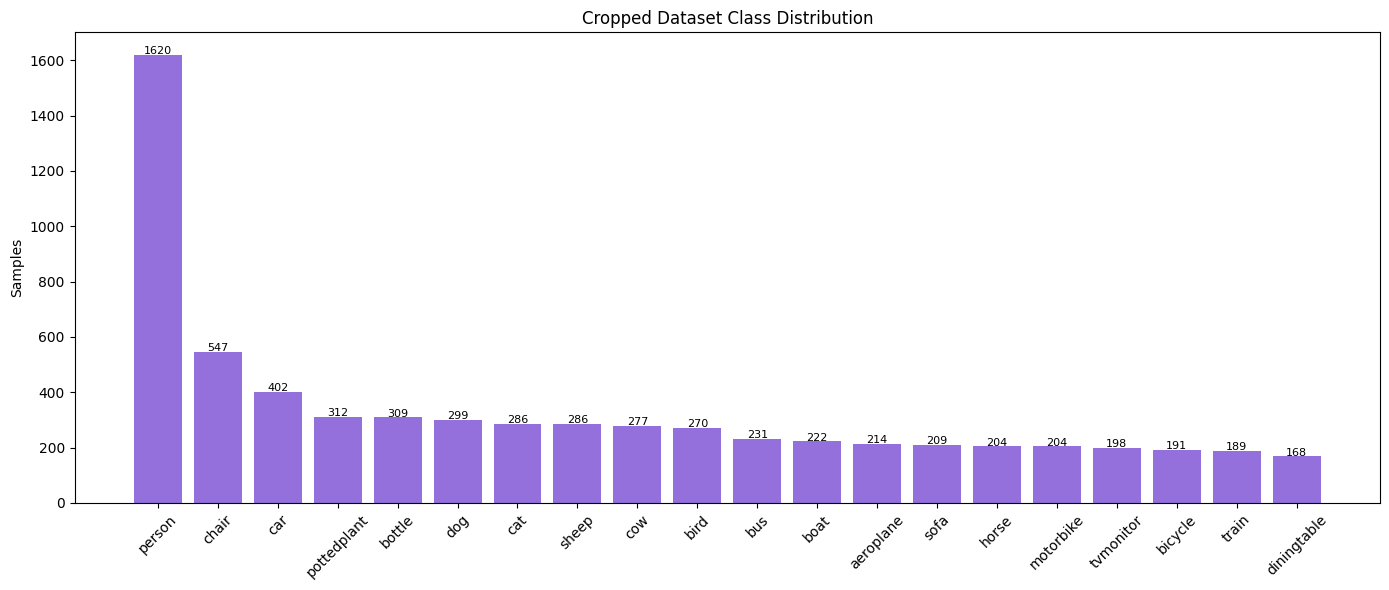 Cropped Dataset Class Distribution
Samples
1600
1400
1200
1000
800
600
400
200
0
1620
547
402
312
309
299
286
286
277
270
231
222
214
209
204
204
198
191
189
168
person
chair
car
pottedplant
bottle
dog
cat
sheep
cow
bird
bus
boat
aeroplane
sofa
horse
motorbike
tvmonitor
bicycle
train
diningtable